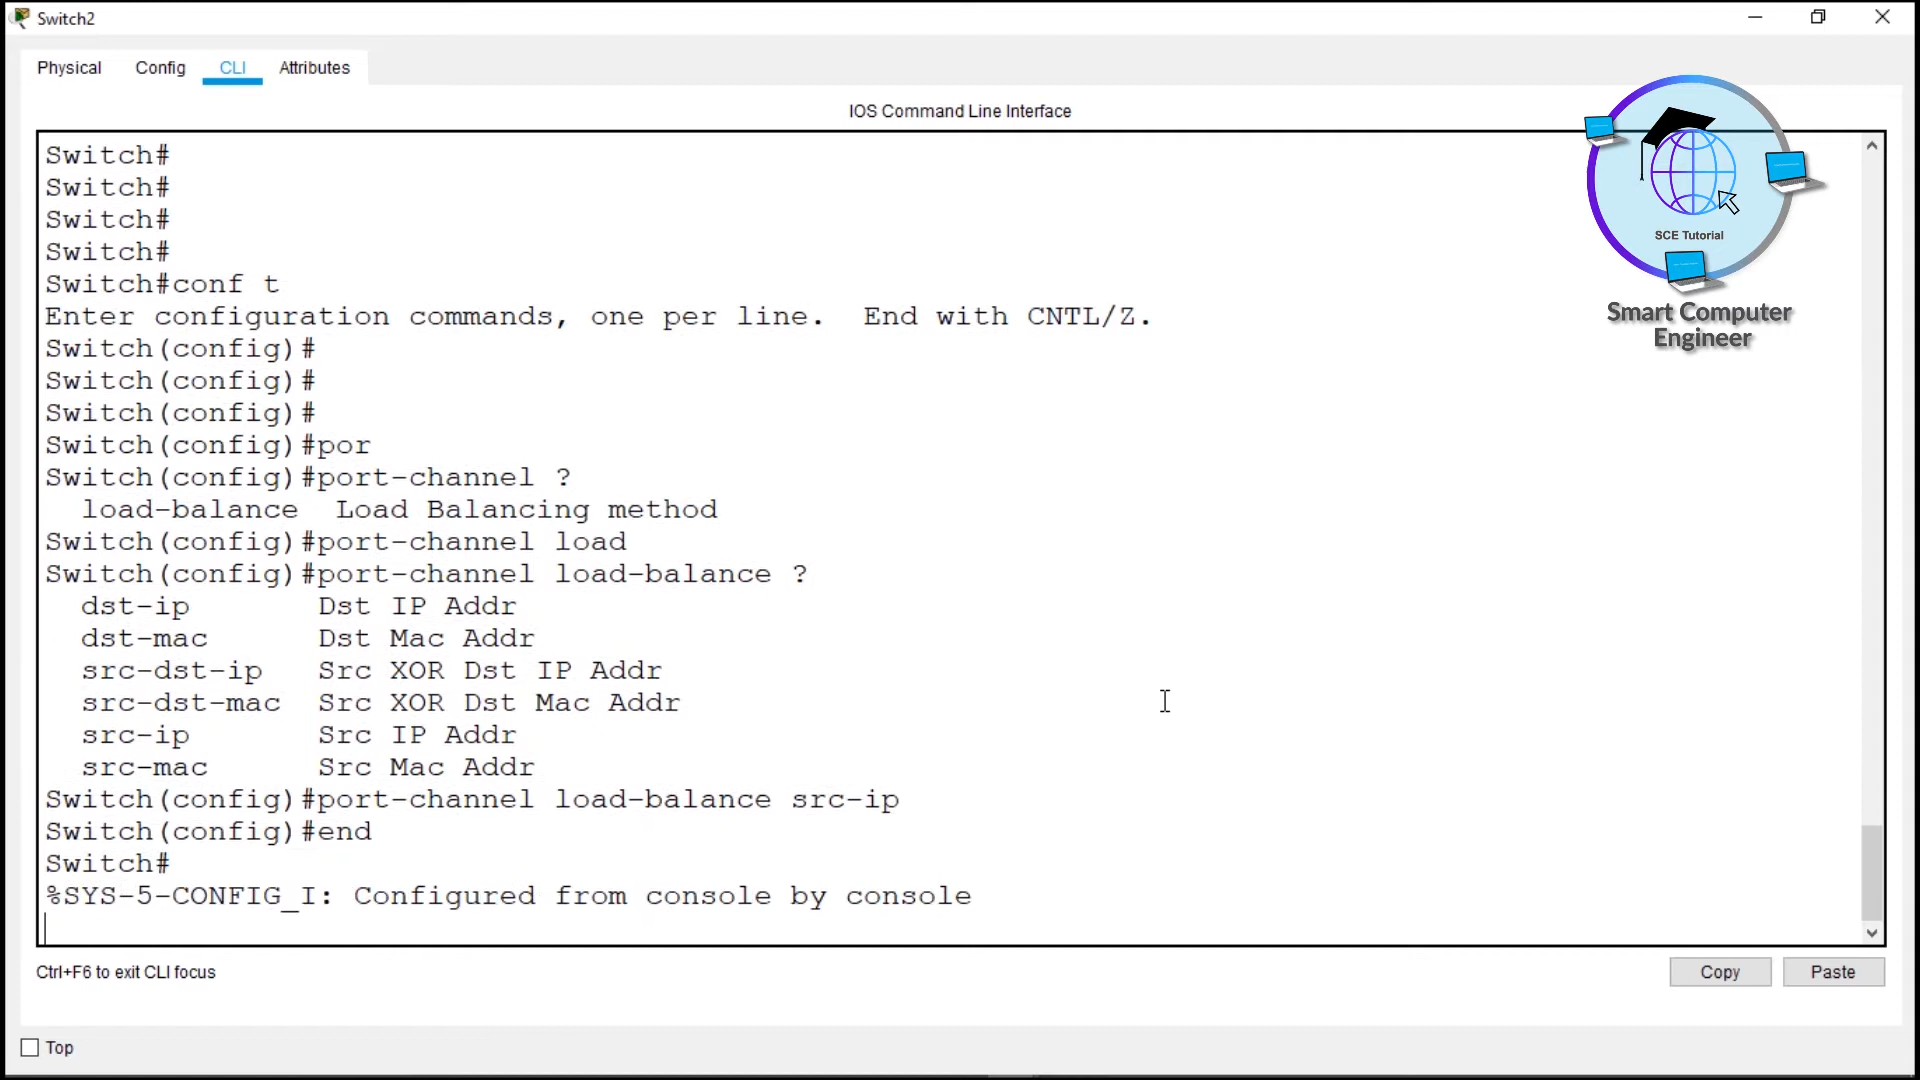 Switch2
Physical Config CLI Attributes
IOS Command Line Interface
Switch#
Switch#
Switch#
Switch#
Switch#conf t
Enter configuration commands, one per line.  End with CNTL/Z.
Switch(config)#
Switch(config)#
Switch(config)#
Switch(config)#por
Switch(config)#port-channel ?
  load-balance  Load Balancing method
Switch(config)#port-channel load
Switch(config)#port-channel load-balance ?
  dst-ip       Dst IP Addr
  dst-mac      Dst Mac Addr
  src-dst-ip   Src XOR Dst IP Addr
  src-dst-mac  Src XOR Dst Mac Addr
  src-ip       Src IP Addr
  src-mac      Src Mac Addr
Switch(config)#port-channel load-balance src-ip
Switch(config)#end
Switch#
%SYS-5-CONFIG_I: Configured from console by console
SCE Tutorial
Smart Computer
Engineer
Ctrl+F6 to exit CLI focus
Copy Paste
Top